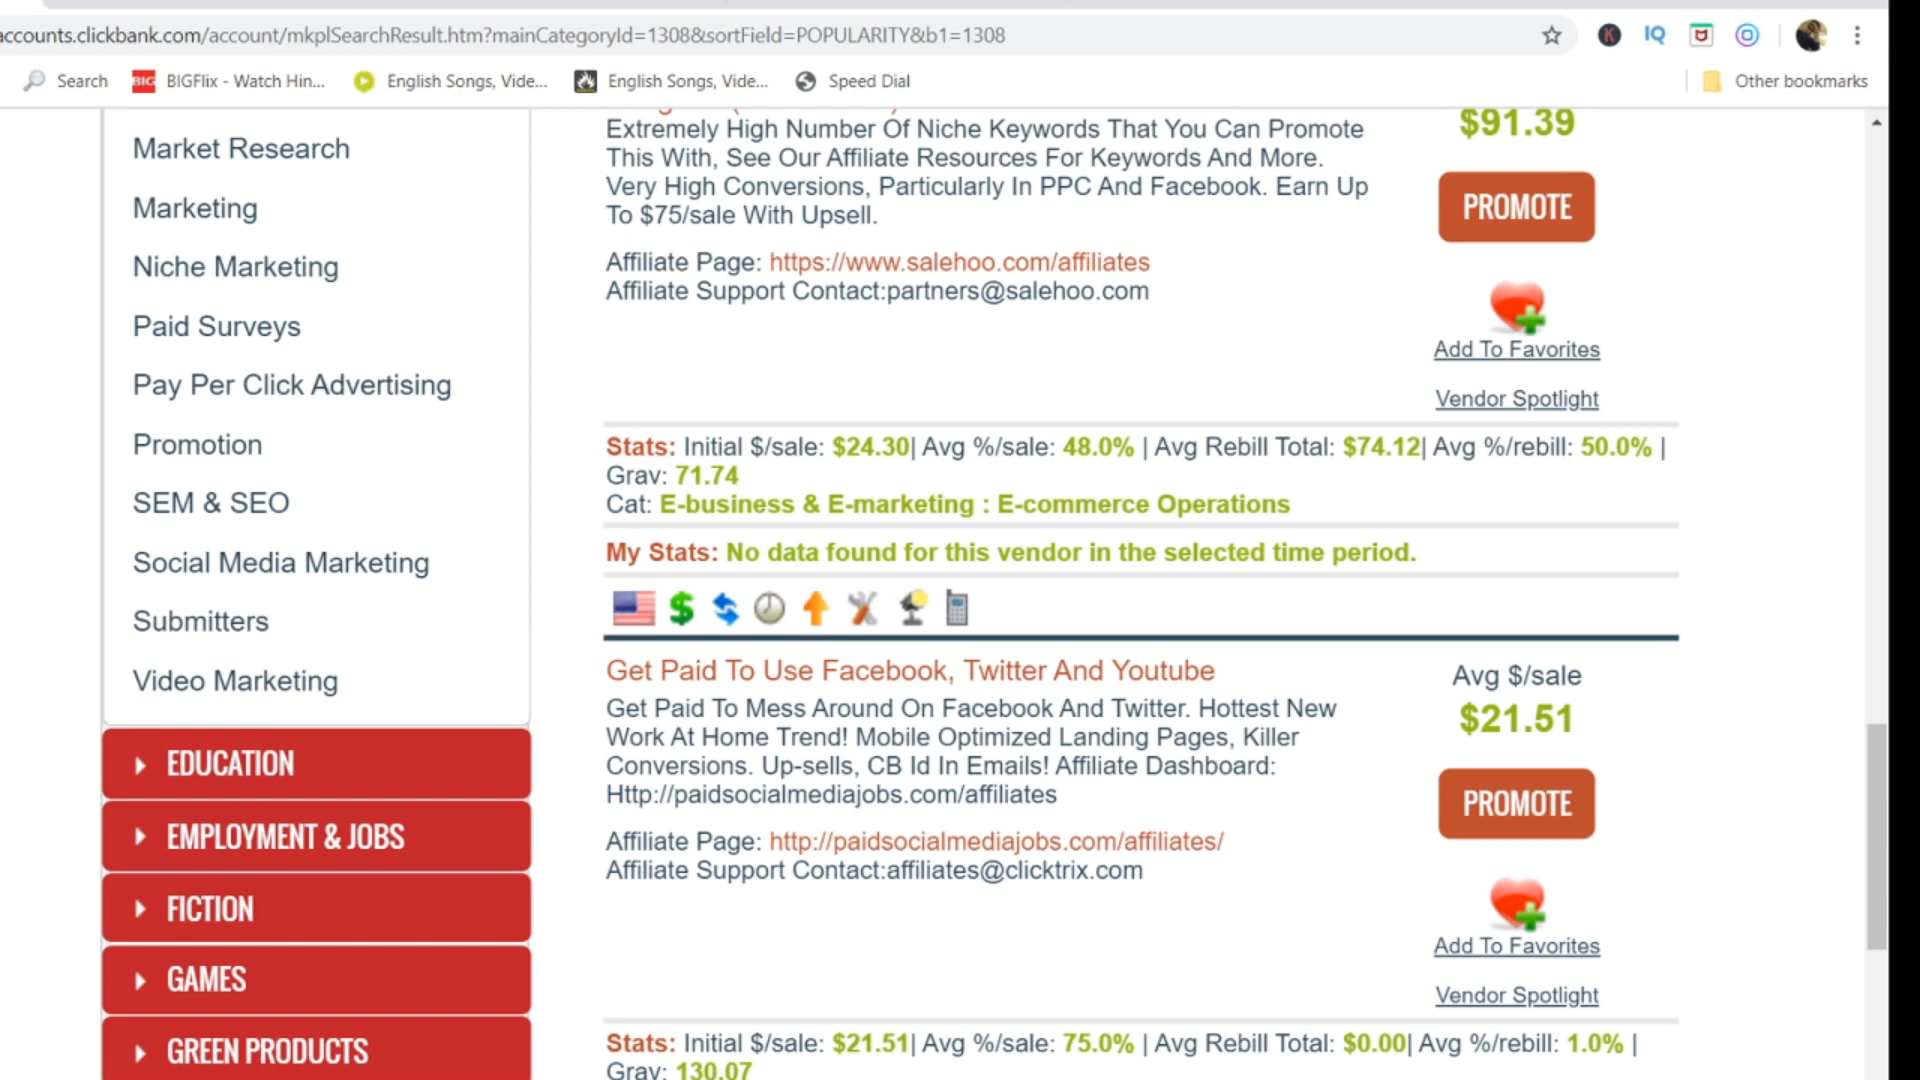 accounts.clickbank.com/account/mkplSearchResult.htm?mainCategoryId=1308&sortField=POPULARITY&b1=1308
K
IQ
Search
BIG
BIGFlix - Watch Hin...
English Songs, Vide...
English Songs, Vide...
Speed Dial
Other bookmarks
Market Research
Marketing
Niche Marketing
Paid Surveys
Pay Per Click Advertising
Promotion
SEM & SEO
Social Media Marketing
Submitters
Video Marketing
EDUCATION
EMPLOYMENT & JOBS
FICTION
GAMES
GREEN PRODUCTS
Extremely High Number Of Niche Keywords That You Can Promote
This With, See Our Affiliate Resources For Keywords And More.
Very High Conversions, Particularly In PPC And Facebook. Earn Up
To $75/sale With Upsell.
Affiliate Page: https://www.salehoo.com/affiliates
Affiliate Support Contact:partners@salehoo.com
$91.39
PROMOTE
Add To Favorites
Vendor Spotlight
Stats: Initial $/sale: $24.30| Avg %/sale: 48.0% | Avg Rebill Total: $74.12| Avg %/rebill: 50.0% |
Grav: 71.74
Cat: E-business & E-marketing : E-commerce Operations
My Stats: No data found for this vendor in the selected time period.
Get Paid To Use Facebook, Twitter And Youtube
Get Paid To Mess Around On Facebook And Twitter. Hottest New
Work At Home Trend! Mobile Optimized Landing Pages, Killer
Conversions. Up-sells, CB Id In Emails! Affiliate Dashboard:
Http://paidsocialmediajobs.com/affiliates
Affiliate Page: http://paidsocialmediajobs.com/affiliates/
Affiliate Support Contact:affiliates@clicktrix.com
Avg $/sale
$21.51
PROMOTE
Add To Favorites
Vendor Spotlight
Stats: Initial $/sale: $21.51| Avg %/sale: 75.0% | Avg Rebill Total: $0.00| Avg %/rebill: 1.0% |
Grav: 130.07